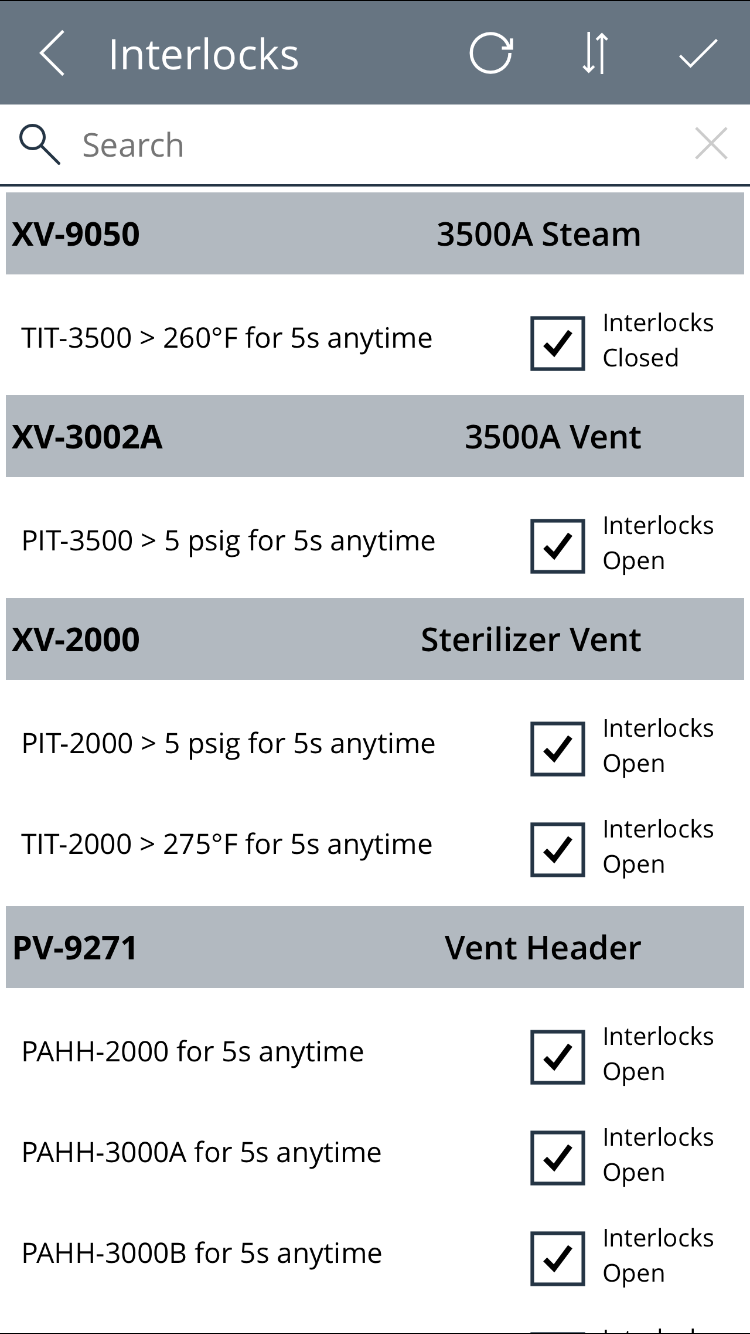 Interlocks
Search
XV-9050 3500A Steam
TIT-3500 > 260°F for 5s anytime
Interlocks
Closed
XV-3002A 3500A Vent
PIT-3500 > 5 psig for 5s anytime
Interlocks
Open
XV-2000 Sterilizer Vent
PIT-2000 > 5 psig for 5s anytime
Interlocks
Open
TIT-2000 > 275°F for 5s anytime
Interlocks
Open
PV-9271 Vent Header
PAHH-2000 for 5s anytime
Interlocks
Open
PAHH-3000A for 5s anytime
Interlocks
Open
PAHH-3000B for 5s anytime
Interlocks
Open